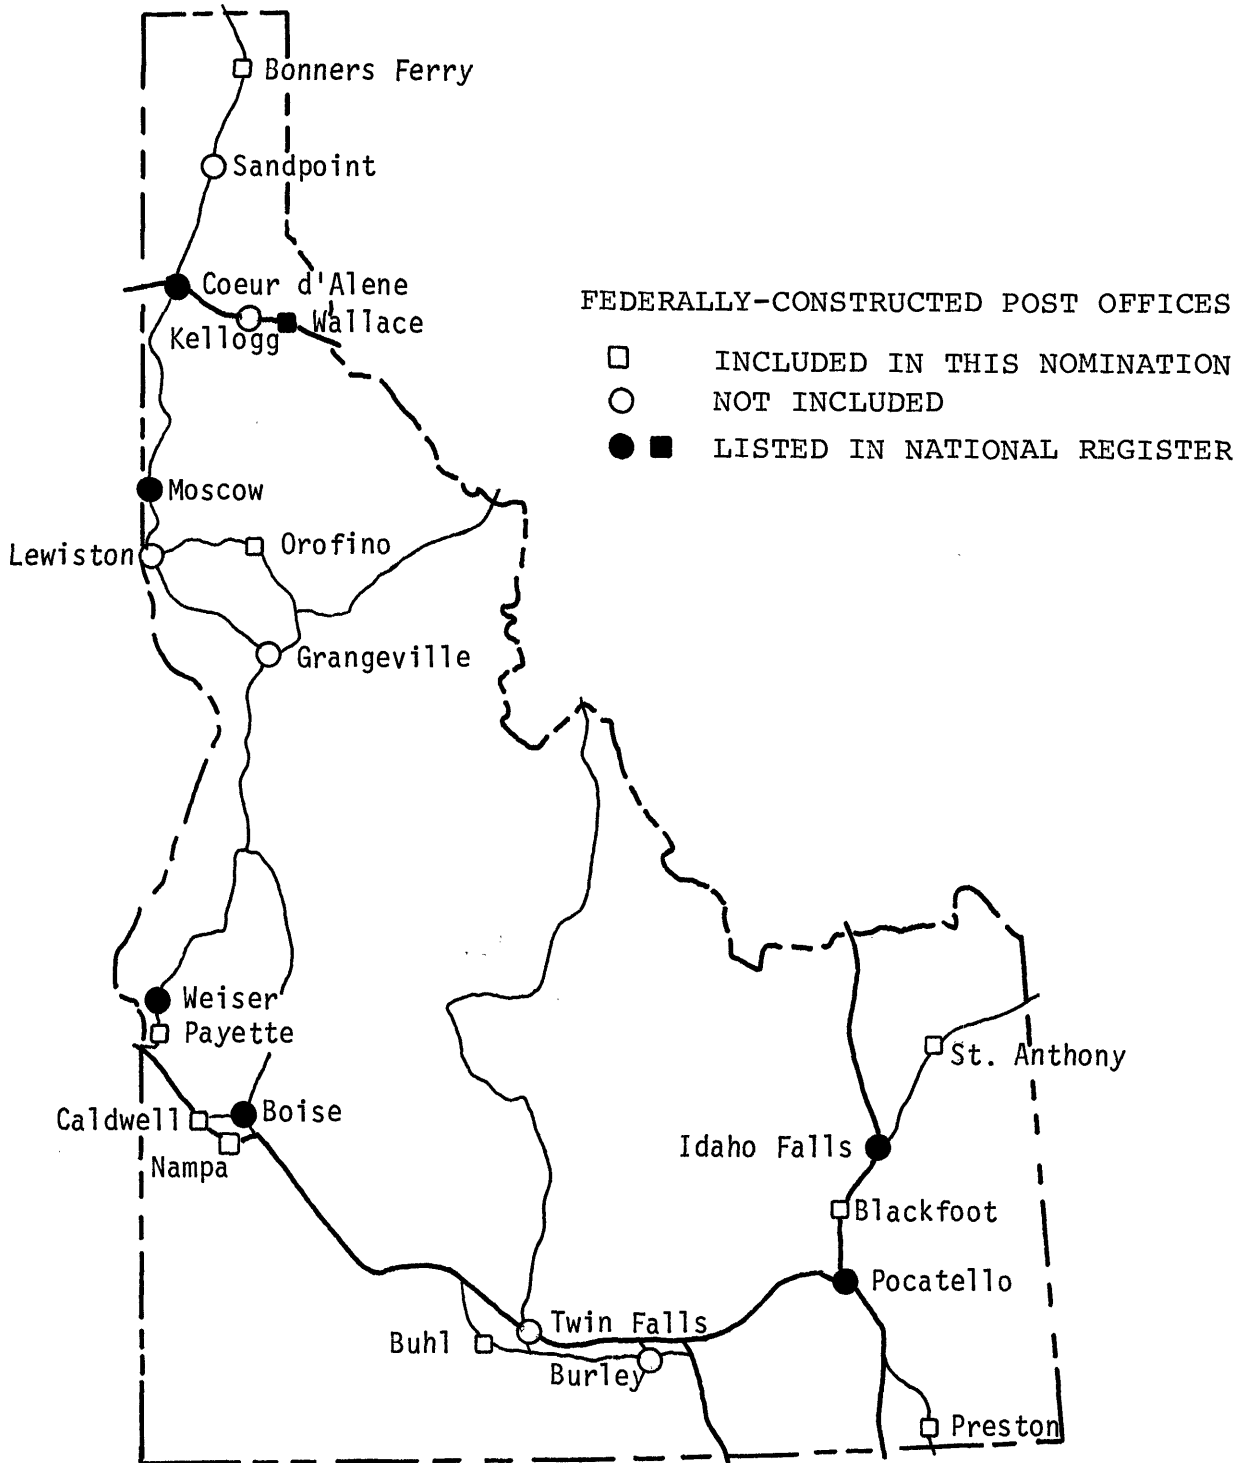 Bonners Ferry
Sandpoint
Coeur d'Alene
Wallace
Kellogg
FEDERALLY-CONSTRUCTED POST OFFICES
INCLUDED IN THIS NOMINATION
NOT INCLUDED
LISTED IN NATIONAL REGISTER
Moscow
Orofino
Lewiston
Grangeville
Weiser
Payette
St. Anthony
Caldwell
Boise
Nampa
Idaho Falls
Blackfoot
Pocatello
Twin Falls
Buhl
Burley
Preston